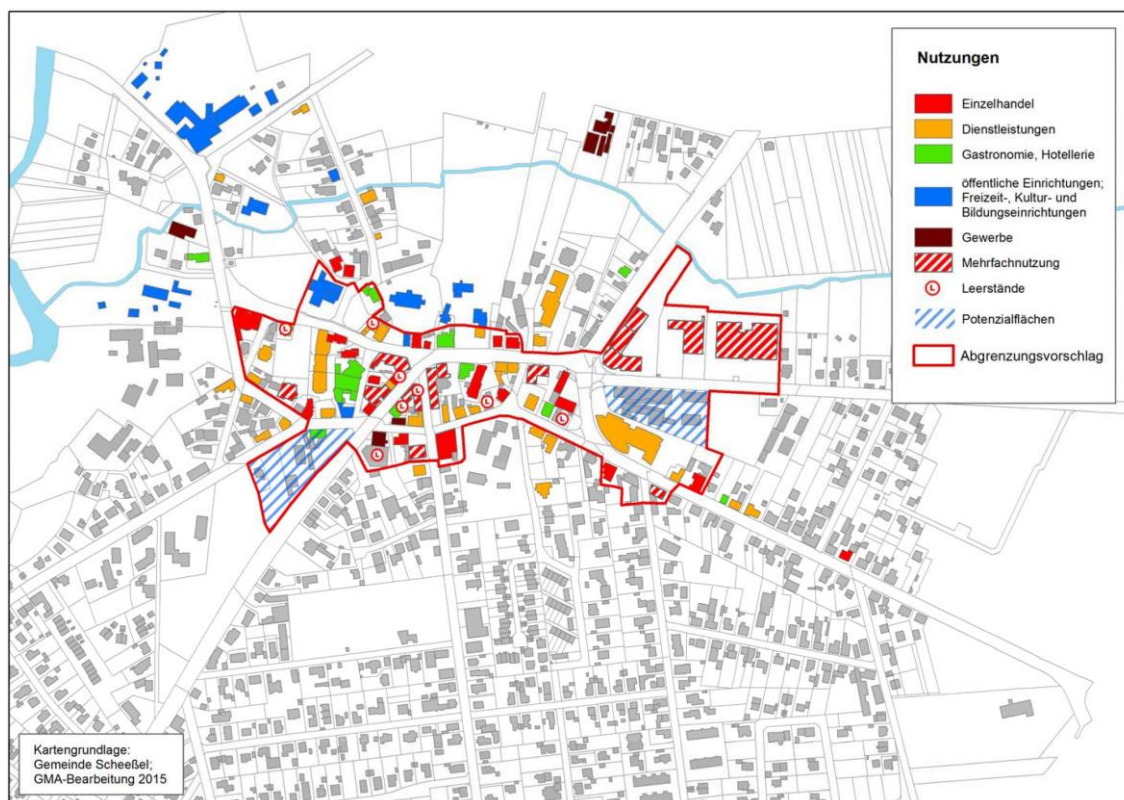 Nutzungen
Einzelhandel
Dienstleistungen
Gastronomie, Hotellerie
öffentliche Einrichtungen;
Freizeit-, Kultur- und
Bildungseinrichtungen
Gewerbe
Mehrfachnutzung
L Leerstände
Potenzialflächen
Abgrenzungsvorschlag
L
L
L
L
L
L
L
L
Kartengrundlage:
Gemeinde Scheeßel;
GMA-Bearbeitung 2015